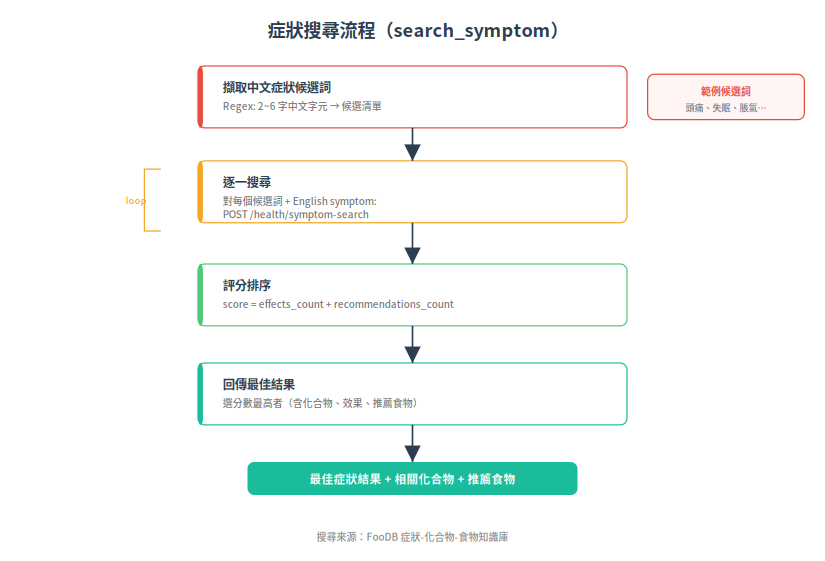 症狀搜尋流程（search_symptom）
擷取中文症狀候選詞
Regex: 2~6 字中文字元 → 候選清單
範例候選詞
頭痛、失眠、脹氣…
loop
逐一搜尋
對每個候選詞 + English symptom:
POST /health/symptom-search
評分排序
score = effects_count + recommendations_count
回傳最佳結果
選分數最高者（含化合物、效果、推薦食物）
最佳症狀結果 + 相關化合物 + 推薦食物
搜尋來源：FooDB 症狀-化合物-食物知識庫